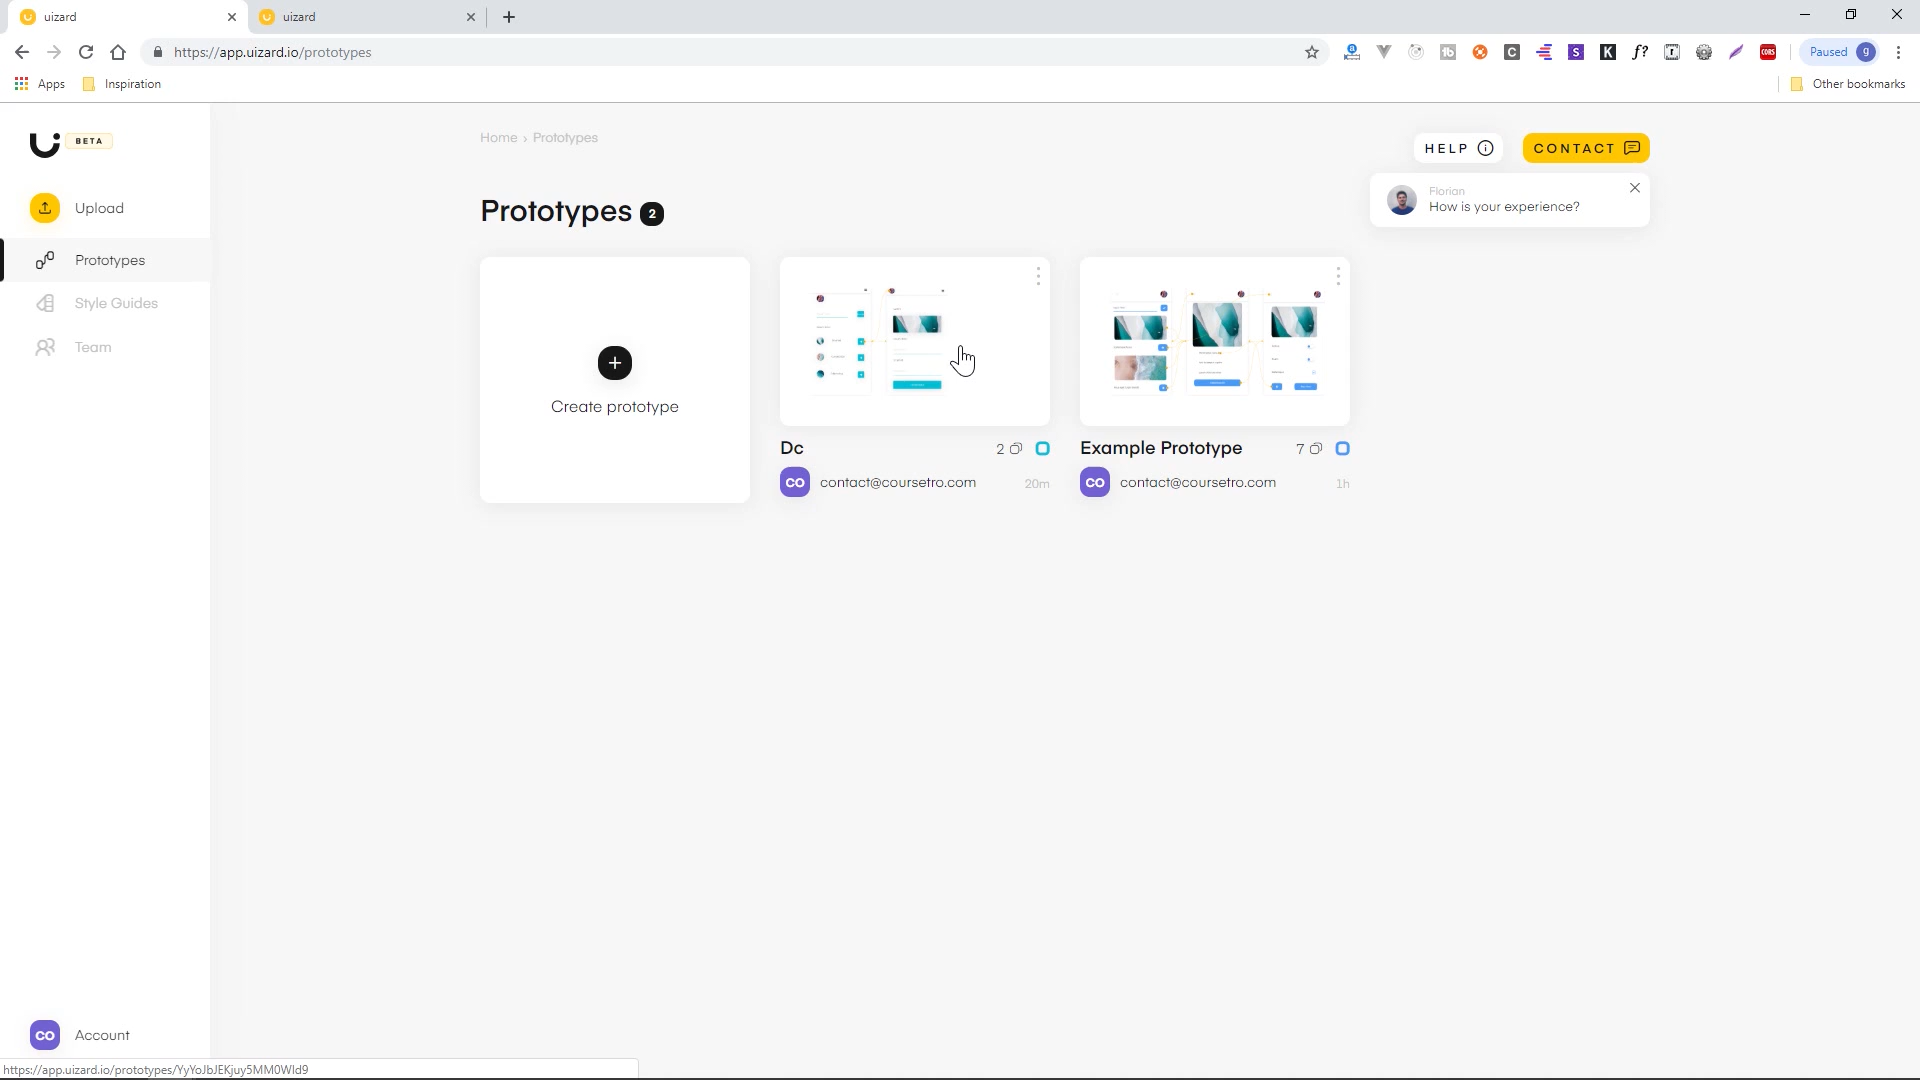 uizard
uizard
https://app.uizard.io/prototypes
Paused g
Apps
Inspiration
Other bookmarks
BETA
Upload
Prototypes
Style Guides
Team
Home › Prototypes
HELP
CONTACT
Florian
How is your experience?
Prototypes 2
Create prototype
Dc 2
CO contact@coursetro.com 20m
Example Prototype 7
CO contact@coursetro.com 1h
CO Account
https://app.uizard.io/prototypes/YyYoJbJEKjuy5MM0WId9